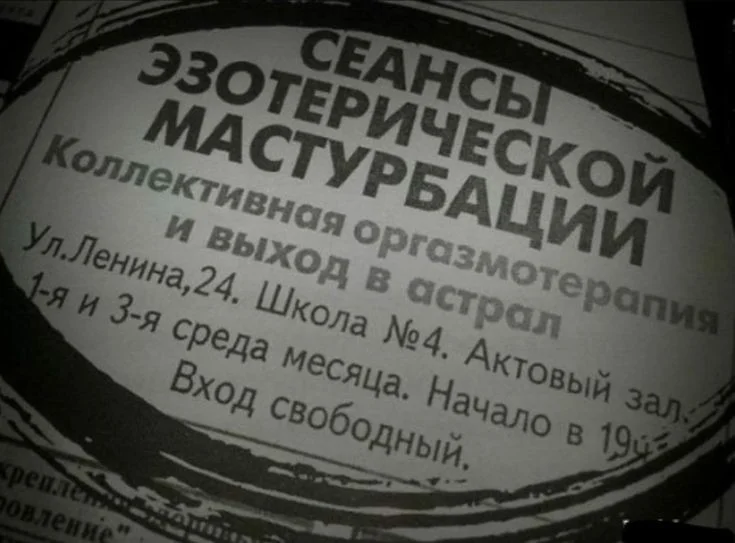 СЕАНСЫ
ЭЗОТЕРИЧЕСКОЙ
МАСТУРБАЦИИ
Коллективная оргазмотерапия
и выход в астрал
Ул.Ленина,24. Школа №4. Актовый зал.
1-я и 3-я среда месяца. Начало в 19ч.
Вход свободный.